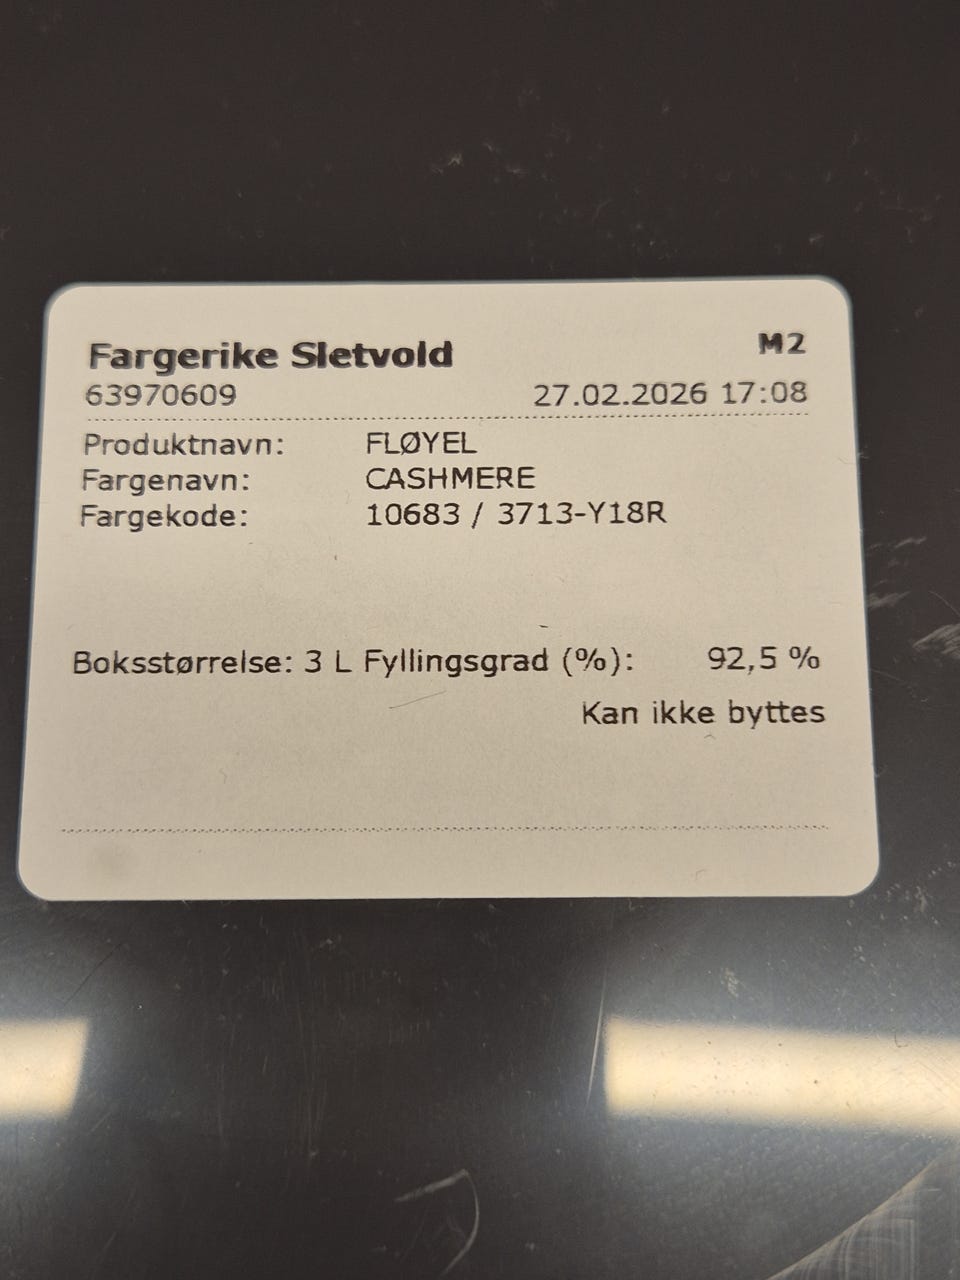 Fargerike Sletvold M2
63970609 27.02.2026 17:08
Produktnavn: FLØYEL
Fargenavn: CASHMERE
Fargekode: 10683 / 3713-Y18R
Boksstørrelse: 3 L Fyllingsgrad (%): 92,5 %
Kan ikke byttes